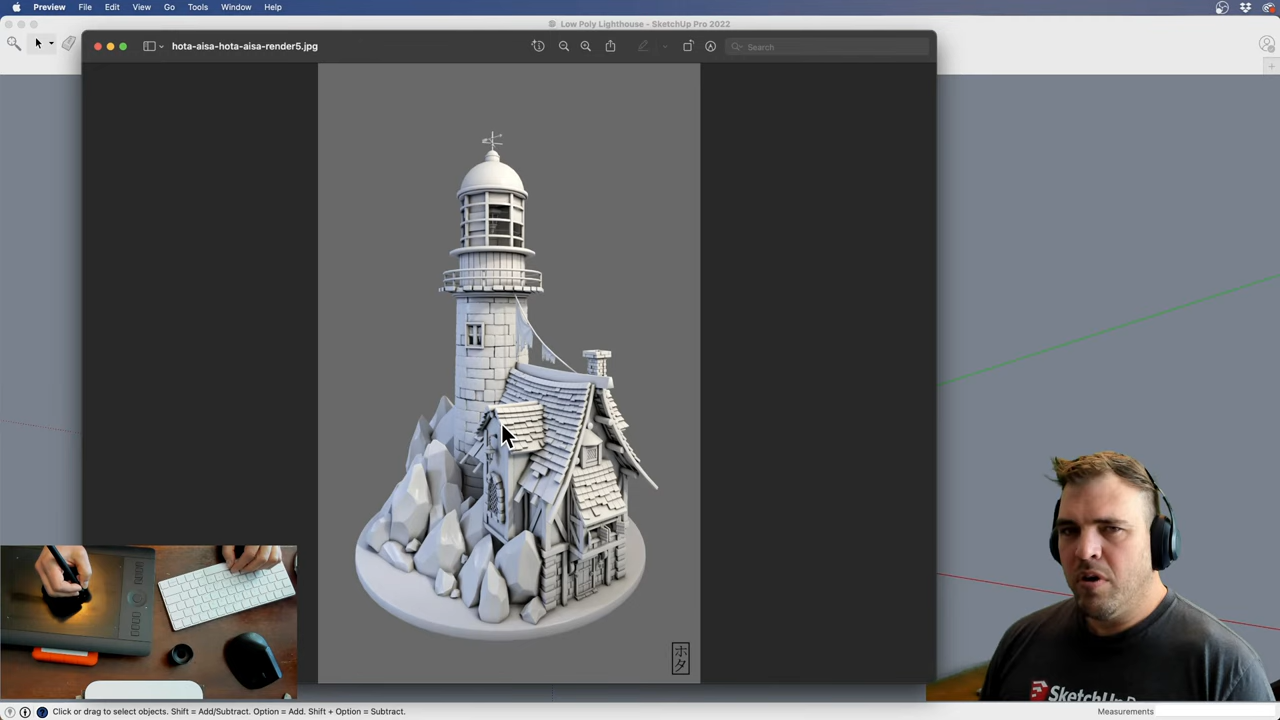 Preview File Edit View Go Tools Window Help
Low Poly Lighthouse - SketchUp Pro 2022
hota-aisa-hota-aisa-render5.jpg
Search
ホタ
SketchUp
Click or drag to select objects. Shift = Add/Subtract. Option = Add. Shift + Option = Subtract.
Measurements